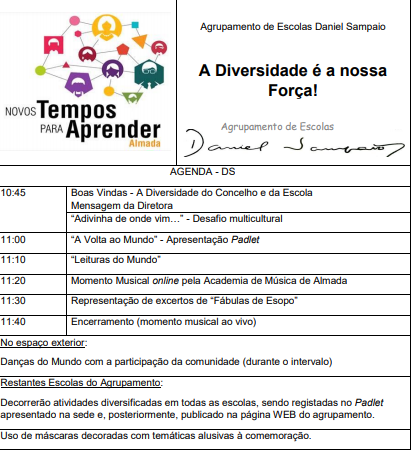 NOVOS Tempos
PARA Aprender
Almada
Agrupamento de Escolas Daniel Sampaio
A Diversidade é a nossa
Força!
Agrupamento de Escolas
Daniel Sampaio
AGENDA - DS
10:45
Boas Vindas - A Diversidade do Concelho e da Escola
Mensagem da Diretora
“Adivinha de onde vim…” - Desafio multicultural
11:00 “A Volta ao Mundo” - Apresentação Padlet
11:10 “Leituras do Mundo”
11:20 Momento Musical online pela Academia de Música de Almada
11:30 Representação de excertos de “Fábulas de Esopo”
11:40 Encerramento (momento musical ao vivo)
No espaço exterior:
Danças do Mundo com a participação da comunidade (durante o intervalo)
Restantes Escolas do Agrupamento:
Decorrerão atividades diversificadas em todas as escolas, sendo registadas no Padlet
apresentado na sede e, posteriormente, publicado na página WEB do agrupamento.
Uso de máscaras decoradas com temáticas alusivas à comemoração.